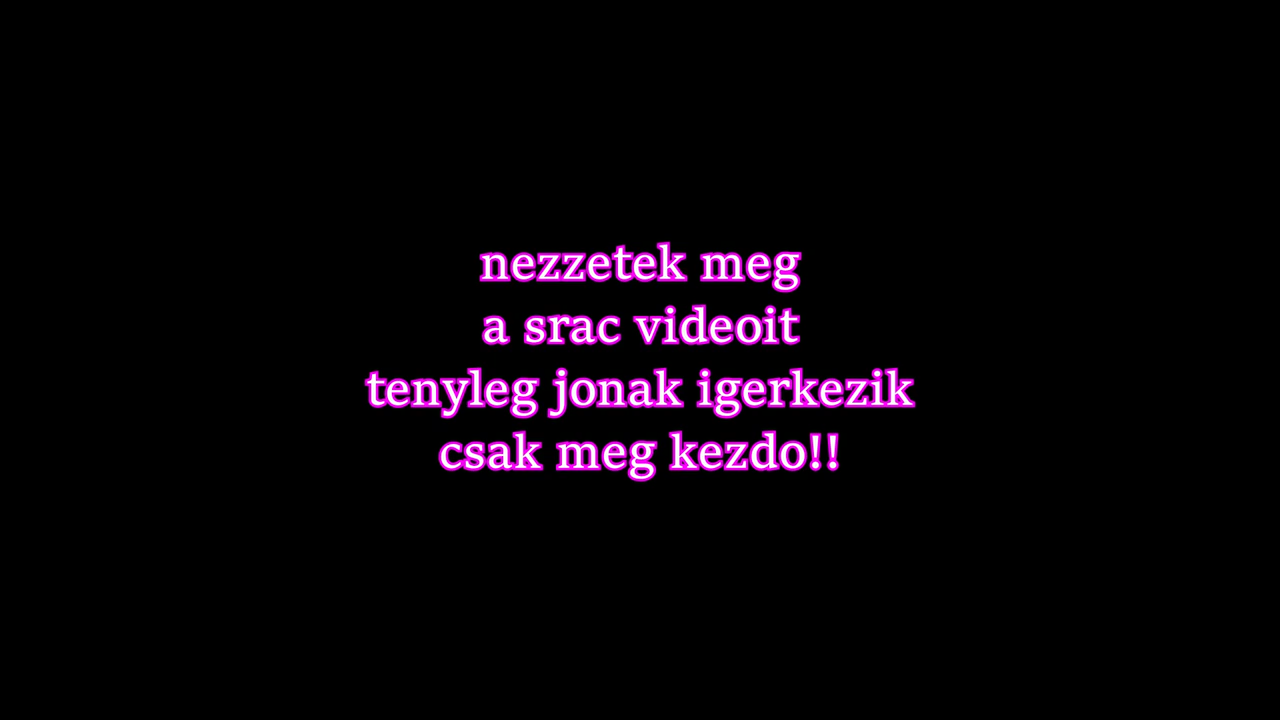 nezzetek meg
a srac videoit
tenyleg jonak igerkezik
csak meg kezdo!!